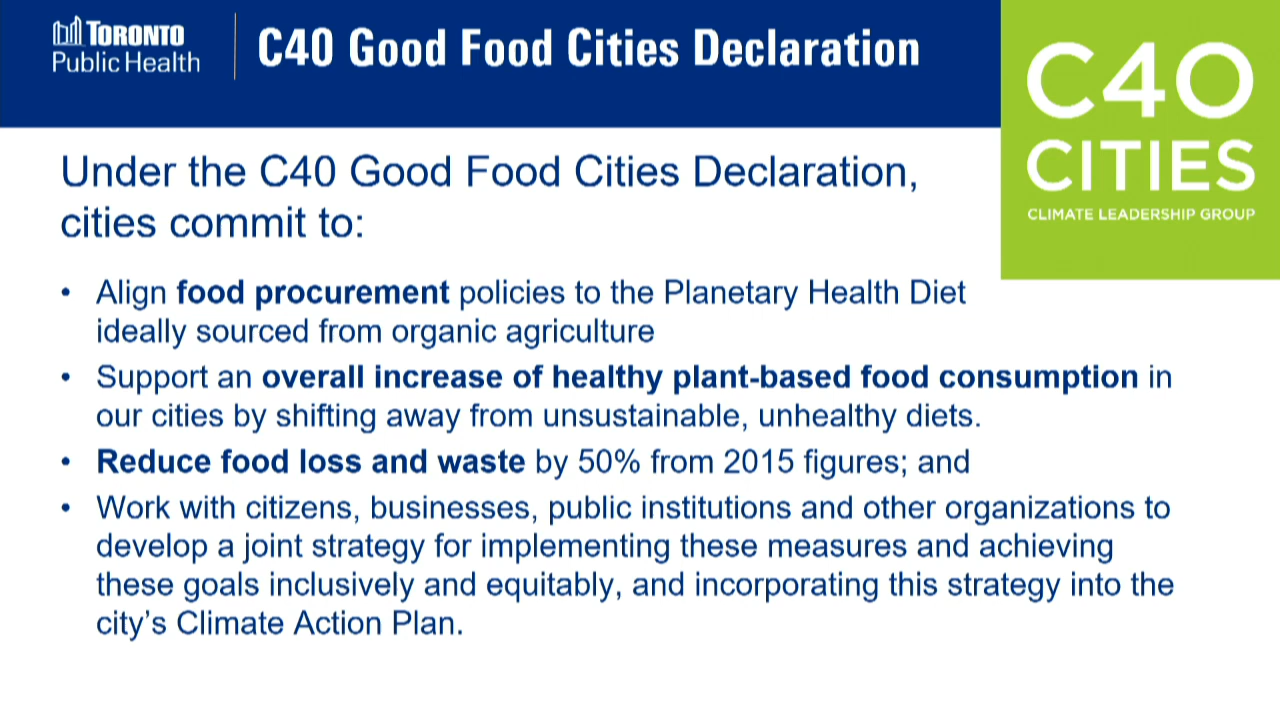 TORONTO
Public Health
C40 Good Food Cities Declaration
C40
CITIES
CLIMATE LEADERSHIP GROUP
Under the C40 Good Food Cities Declaration,
cities commit to:
• Align food procurement policies to the Planetary Health Diet
ideally sourced from organic agriculture
• Support an overall increase of healthy plant-based food consumption in
our cities by shifting away from unsustainable, unhealthy diets.
• Reduce food loss and waste by 50% from 2015 figures; and
• Work with citizens, businesses, public institutions and other organizations to
develop a joint strategy for implementing these measures and achieving
these goals inclusively and equitably, and incorporating this strategy into the
city’s Climate Action Plan.